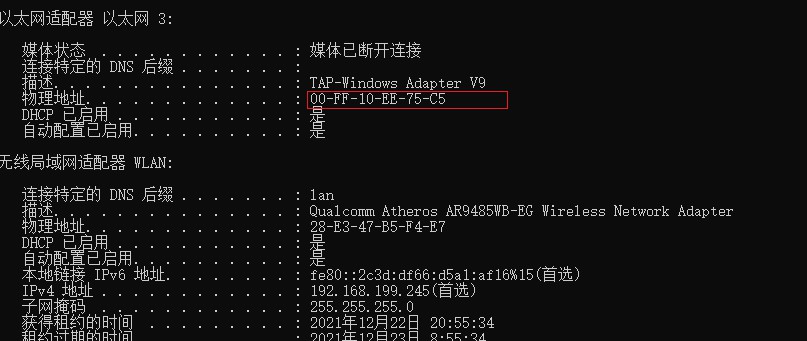 以太网适配器 以太网 3:
媒体状态 . . . . . . . . . . . . : 媒体已断开连接
连接特定的 DNS 后缀 . . . . . . . :
描述. . . . . . . . . . . . . . . : TAP-Windows Adapter V9
物理地址. . . . . . . . . . . . . : 00-FF-10-EE-75-C5
DHCP 已启用 . . . . . . . . . . . : 是
自动配置已启用. . . . . . . . . . : 是
无线局域网适配器 WLAN:
连接特定的 DNS 后缀 . . . . . . . : lan
描述. . . . . . . . . . . . . . . : Qualcomm Atheros AR9485WB-EG Wireless Network Adapter
物理地址. . . . . . . . . . . . . : 28-E3-47-B5-F4-E7
DHCP 已启用 . . . . . . . . . . . : 是
自动配置已启用. . . . . . . . . . : 是
本地链接 IPv6 地址. . . . . . . . : fe80::2c3d:df66:d5a1:af16%15(首选)
IPv4 地址 . . . . . . . . . . . . : 192.168.199.245(首选)
子网掩码 . . . . . . . . . . . . : 255.255.255.0
获得租约的时间 . . . . . . . . . : 2021年12月22日 20:55:34
租约过期的时间 . . . . . . . . . : 2021年12月23日 8:55:34